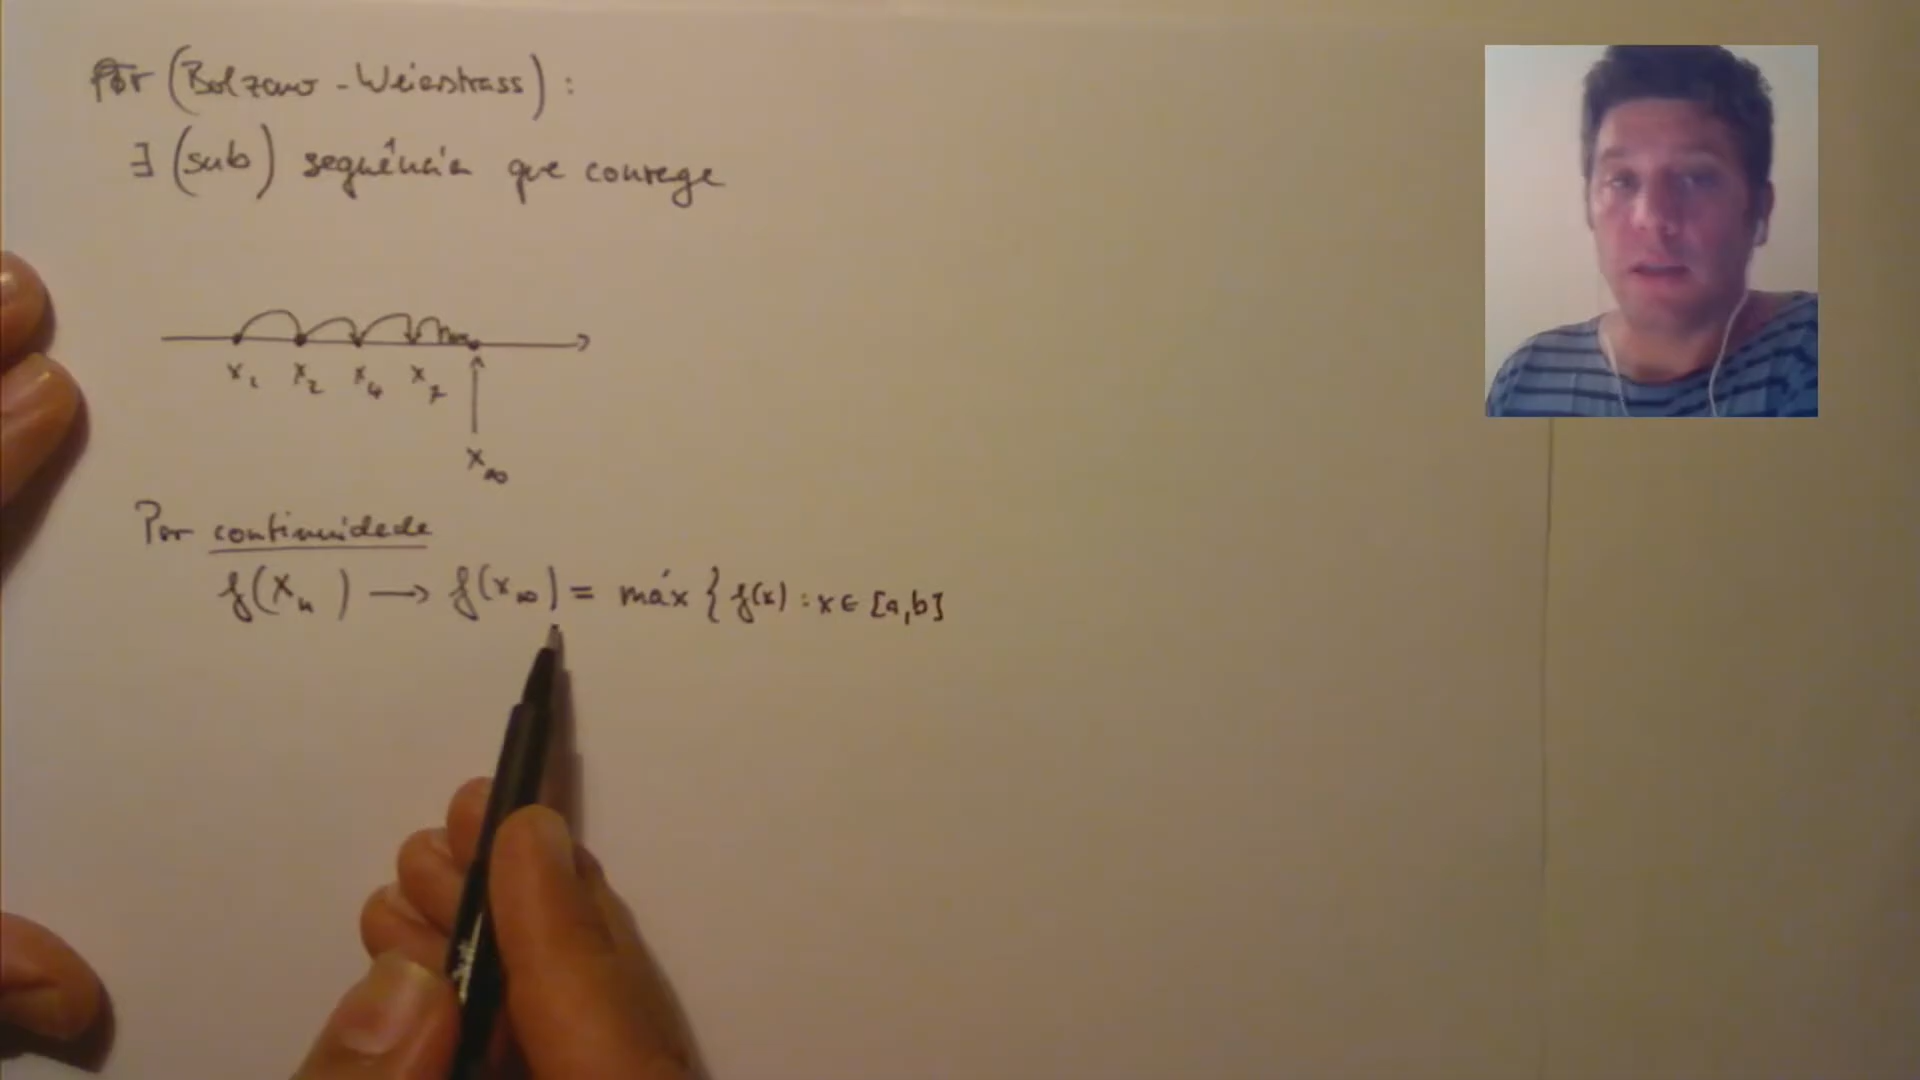 Por (Bolzano - Weierstrass) :
∃ (sub) sequência que converge
x₁ x₂ x₄ x₇
x∞
Por continuidade
f(xₙ) → f(x∞) = máx { f(x) : x ∈ [a,b]